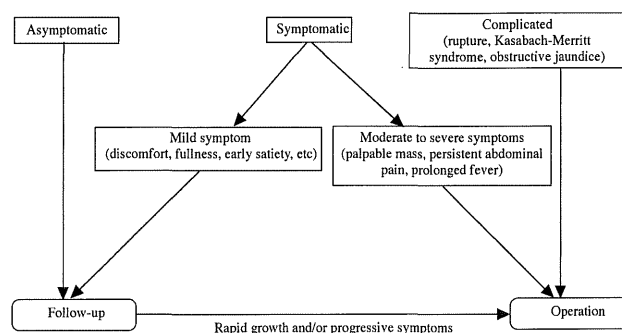 Asymptomatic
Symptomatic
Complicated
(rupture, Kasabach-Merritt
syndrome, obstructive jaundice)
Mild symptom
(discomfort, fullness, early satiety, etc)
Moderate to severe symptoms
(palpable mass, persistent abdominal
pain, prolonged fever)
Follow-up
Operation
Rapid growth and/or progressive symptoms